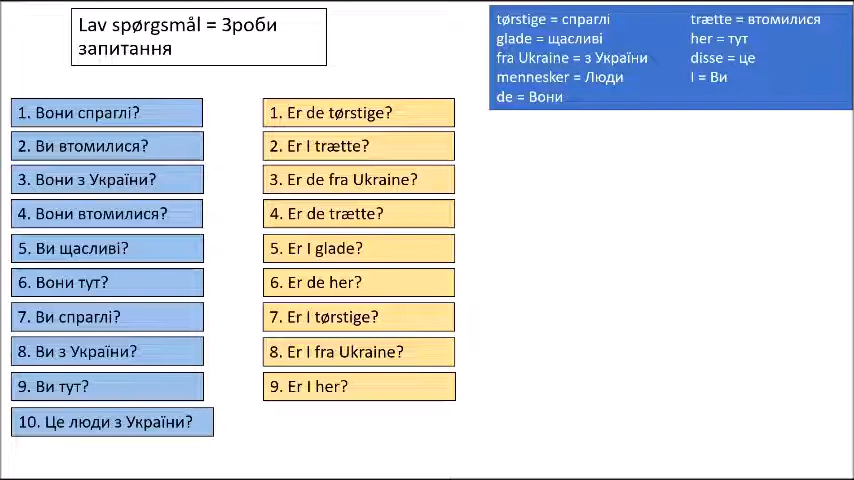 Lav spørgsmål = Зроби
запитання
tørstige = спраглі
glade = щасливі
fra Ukraine = з України
mennesker = Люди
de = Вони
trætte = втомилися
her = тут
disse = це
I = Ви
1. Вони спраглі?
2. Ви втомилися?
3. Вони з України?
4. Вони втомилися?
5. Ви щасливі?
6. Вони тут?
7. Ви спраглі?
8. Ви з України?
9. Ви тут?
10. Це люди з України?
1. Er de tørstige?
2. Er I trætte?
3. Er de fra Ukraine?
4. Er de trætte?
5. Er I glade?
6. Er de her?
7. Er I tørstige?
8. Er I fra Ukraine?
9. Er I her?